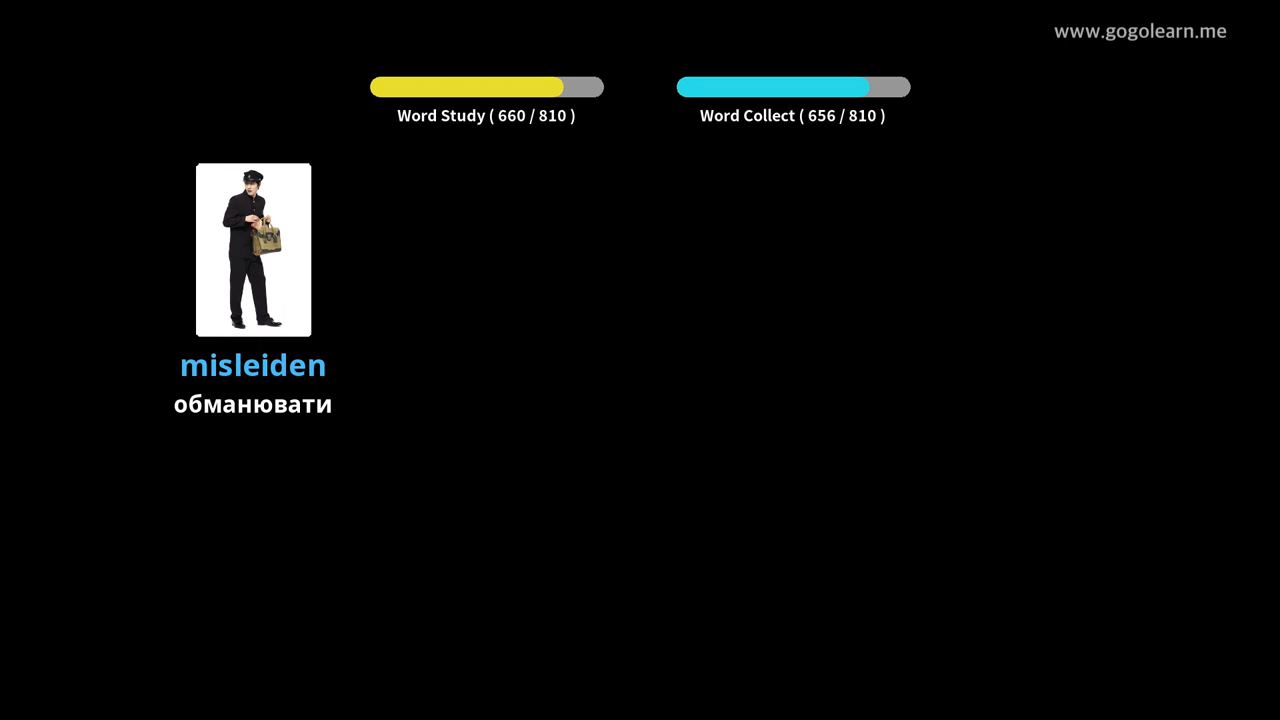 www.gogolearn.me
Word Study ( 660 / 810 )
Word Collect ( 656 / 810 )
misleiden
обманювати